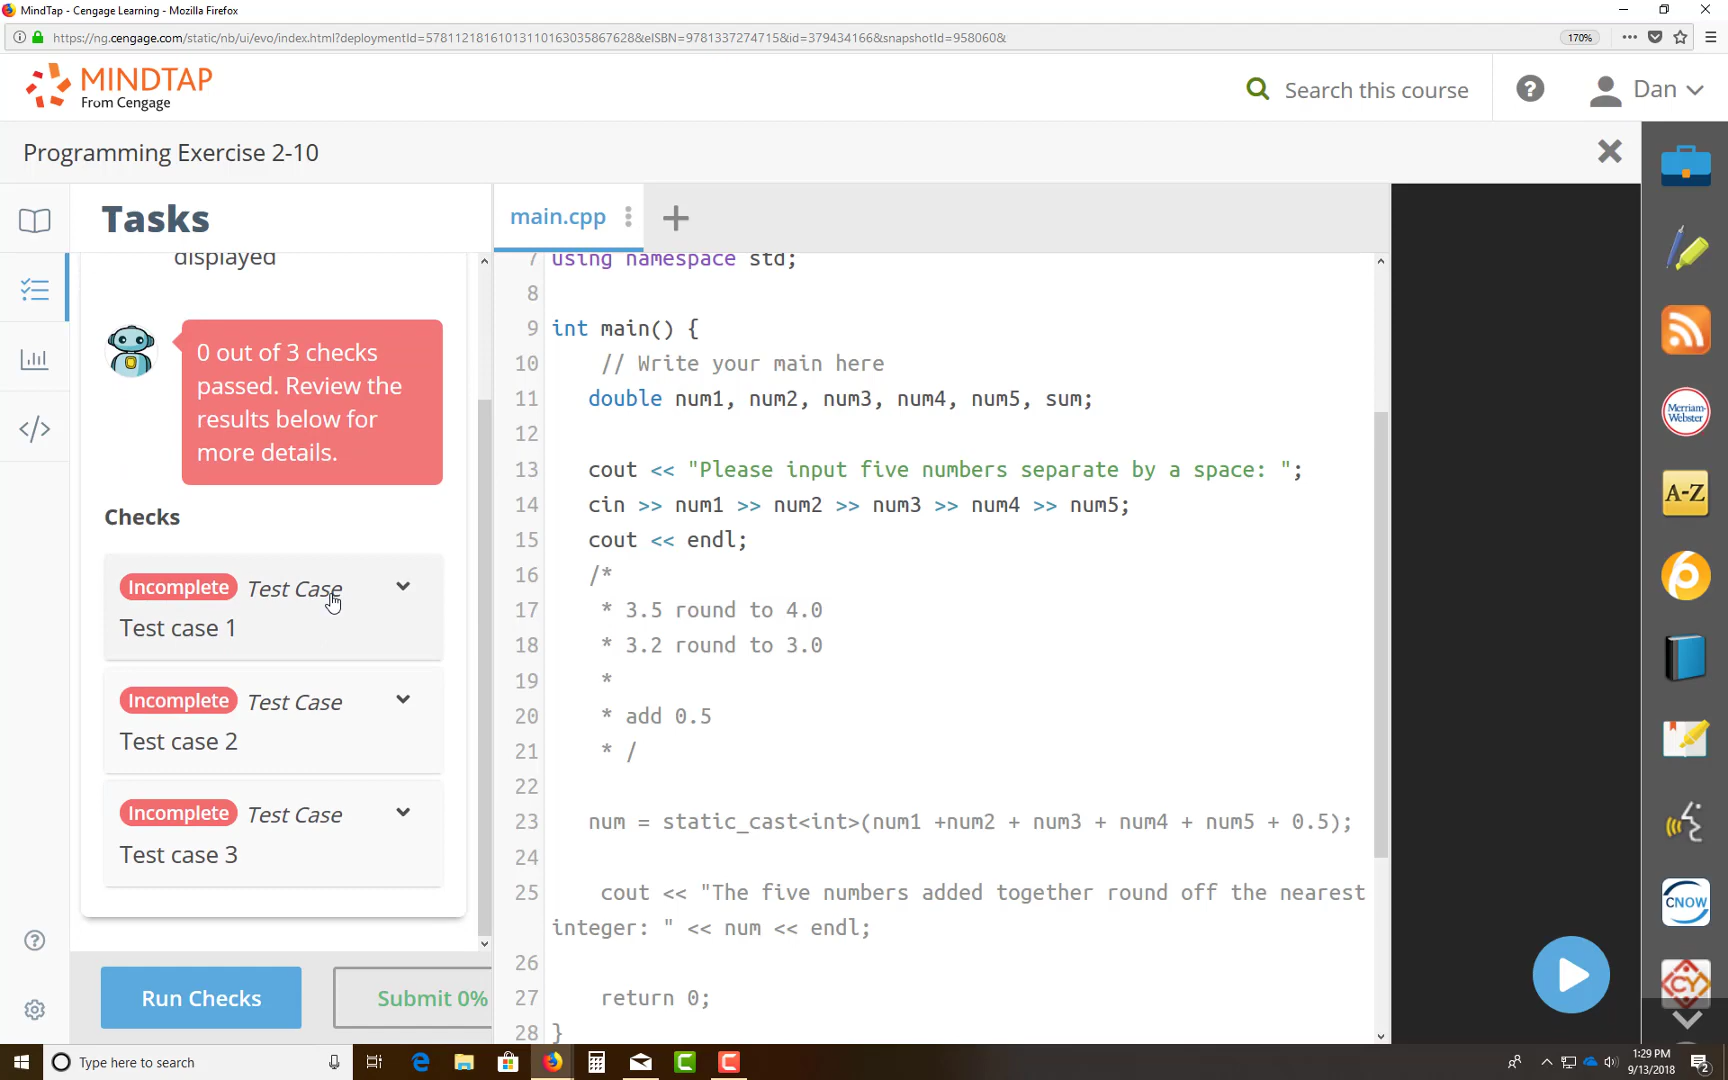 MindTap - Cengage Learning - Mozilla Firefox
https://ng.cengage.com/static/nb/ui/evo/index.html?deploymentId=57811218161013110163035867628&eISBN=9781337274715&id=379434166&snapshotId=958060&
170%
MINDTAP
From Cengage
Search this course
?
Dan
Programming Exercise 2-10
Tasks
main.cpp
displayed
0 out of 3 checks
passed. Review the
results below for
more details.
Checks
Incomplete Test Case
Test case 1
Incomplete Test Case
Test case 2
Incomplete Test Case
Test case 3
Run Checks
Submit 0%
7 using namespace std;
8
9 int main() {
10 // Write your main here
11 double num1, num2, num3, num4, num5, sum;
12
13 cout << "Please input five numbers separate by a space: ";
14 cin >> num1 >> num2 >> num3 >> num4 >> num5;
15 cout << endl;
16 /*
17 * 3.5 round to 4.0
18 * 3.2 round to 3.0
19 *
20 * add 0.5
21 * /
22
23 num = static_cast<int>(num1 +num2 + num3 + num4 + num5 + 0.5);
24
25 cout << "The five numbers added together round off the nearest
integer: " << num << endl;
26
27 return 0;
28 }
Merriam-
Webster
A-Z
CNOW
CY
Type here to search
1:29 PM
9/13/2018
2